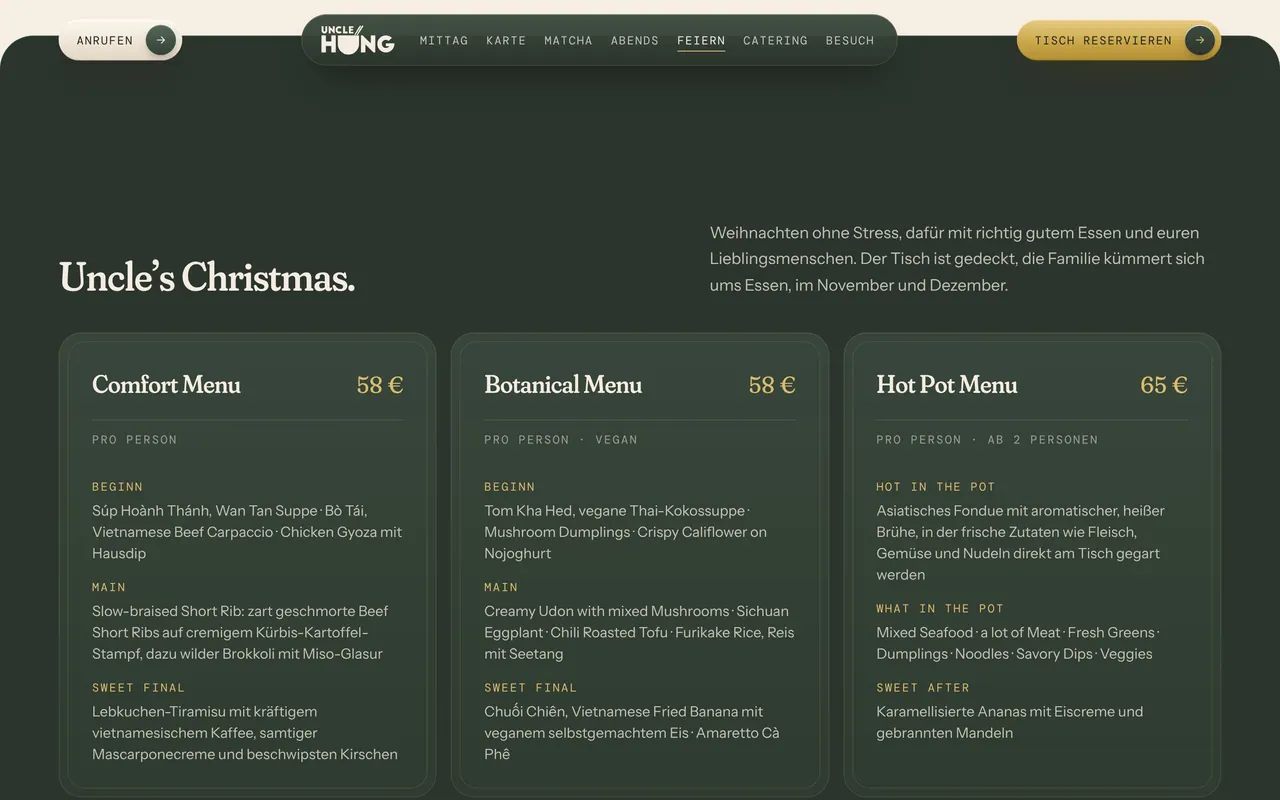 ANRUFEN →
UNCLE HUNG
MITTAG KARTE MATCHA ABENDS FEIERN CATERING BESUCH
TISCH RESERVIEREN →
Uncle’s Christmas.
Weihnachten ohne Stress, dafür mit richtig gutem Essen und euren
Lieblingsmenschen. Der Tisch ist gedeckt, die Familie kümmert sich
ums Essen, im November und Dezember.
Comfort Menu 58 €
PRO PERSON
BEGINN
Súp Hoành Thánh, Wan Tan Suppe · Bò Tái,
Vietnamese Beef Carpaccio · Chicken Gyoza mit
Hausdip
MAIN
Slow-braised Short Rib: zart geschmorte Beef
Short Ribs auf cremigem Kürbis-Kartoffel-
Stampf, dazu wilder Brokkoli mit Miso-Glasur
SWEET FINAL
Lebkuchen-Tiramisu mit kräftigem
vietnamesischem Kaffee, samtiger
Mascarponecreme und beschwipsten Kirschen
Botanical Menu 58 €
PRO PERSON · VEGAN
BEGINN
Tom Kha Hed, vegane Thai-Kokossuppe ·
Mushroom Dumplings · Crispy Califlower on
Nojoghurt
MAIN
Creamy Udon with mixed Mushrooms · Sichuan
Eggplant · Chili Roasted Tofu · Furikake Rice, Reis
mit Seetang
SWEET FINAL
Chuối Chiên, Vietnamese Fried Banana mit
veganem selbstgemachtem Eis · Amaretto Cà
Phê
Hot Pot Menu 65 €
PRO PERSON · AB 2 PERSONEN
HOT IN THE POT
Asiatisches Fondue mit aromatischer, heißer
Brühe, in der frische Zutaten wie Fleisch,
Gemüse und Nudeln direkt am Tisch gegart
werden
WHAT IN THE POT
Mixed Seafood · a lot of Meat · Fresh Greens ·
Dumplings · Noodles · Savory Dips · Veggies
SWEET AFTER
Karamellisierte Ananas mit Eiscreme und
gebrannten Mandeln